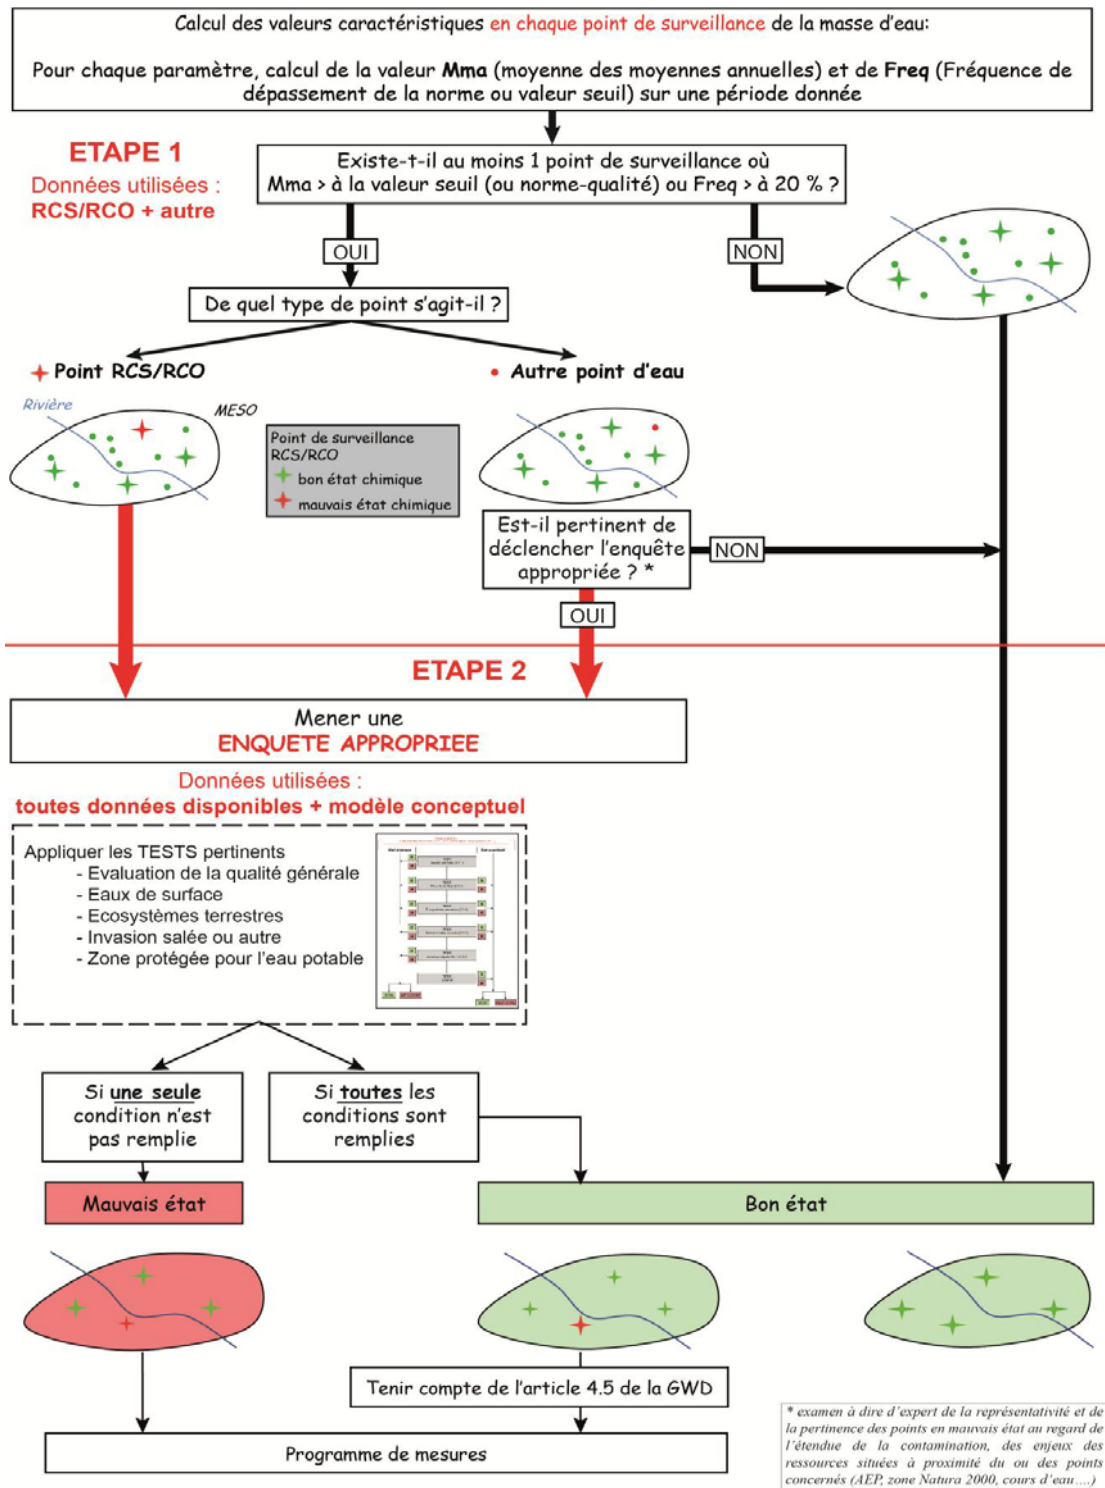 Calcul des valeurs caractéristiques en chaque point de surveillance de la masse d'eau:
Pour chaque paramètre, calcul de la valeur Mma (moyenne des moyennes annuelles) et de Freq (Fréquence de
dépassement de la norme ou valeur seuil) sur une période donnée
ETAPE 1
Données utilisées :
RCS/RCO + autre
Existe-t-il au moins 1 point de surveillance où
Mma > à la valeur seuil (ou norme-qualité) ou Freq > à 20 % ?
OUI
NON
De quel type de point s'agit-il ?
Point RCS/RCO
Autre point d'eau
Rivière
MESO
Point de surveillance
RCS/RCO
bon état chimique
mauvais état chimique
Est-il pertinent de
déclencher l'enquête
appropriée ? *
NON
OUI
ETAPE 2
Mener une
ENQUETE APPROPRIEE
Données utilisées :
toutes données disponibles + modèle conceptuel
Appliquer les TESTS pertinents
- Evaluation de la qualité générale
- Eaux de surface
- Ecosystèmes terrestres
- Invasion salée ou autre
- Zone protégée pour l'eau potable
Si une seule
condition n'est
pas remplie
Si toutes les
conditions sont
remplies
Mauvais état
Bon état
Tenir compte de l'article 4.5 de la GWD
Programme de mesures
* examen à dire d'expert de la représentativité et de
la pertinence des points en mauvais état au regard de
l'étendue de la contamination, des enjeux des
ressources situées à proximité du ou des points
concernés (AEP, zone Natura 2000, cours d'eau....)